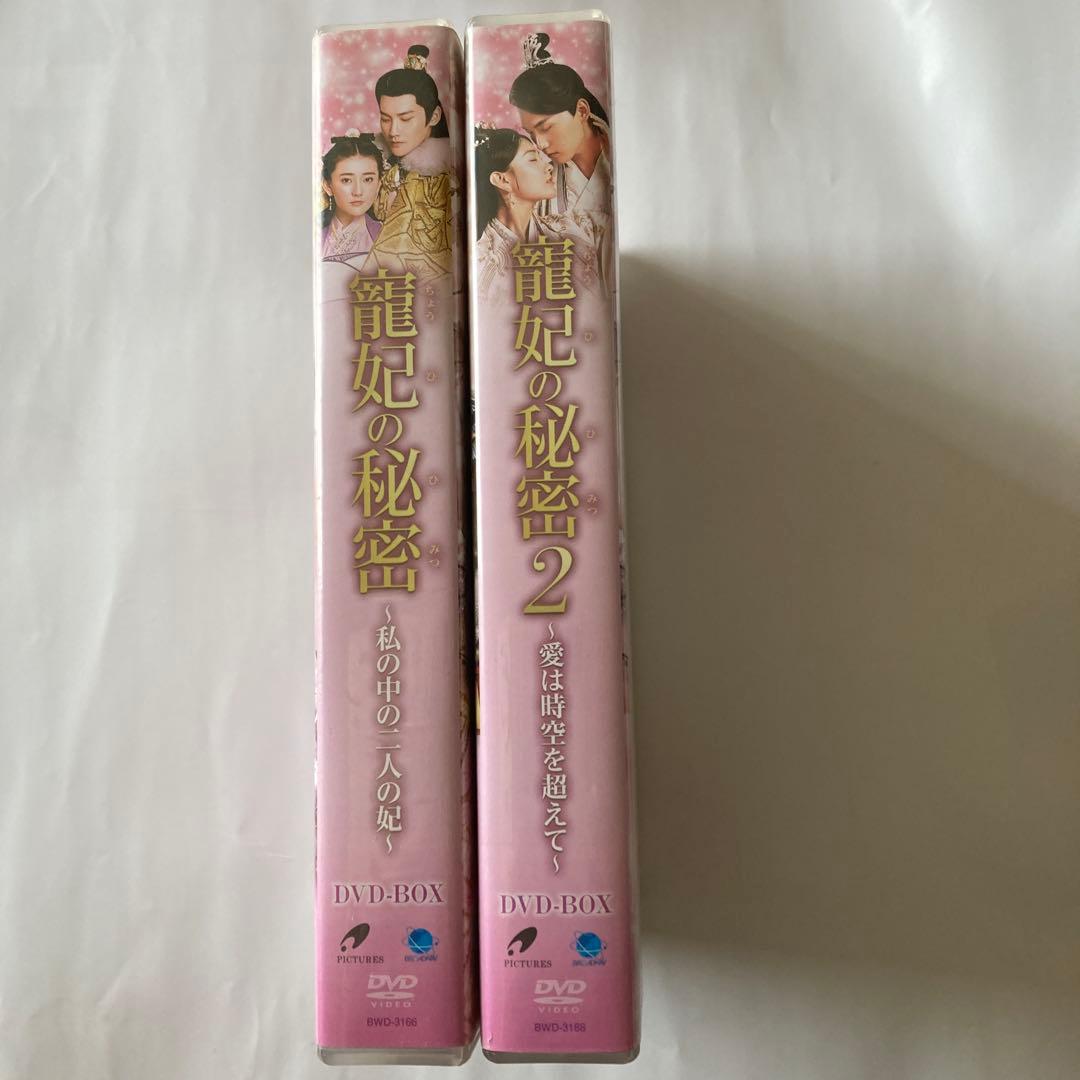 寵妃の秘密
ちょう
ひ
ひ
みつ
～私の中の二人の妃～
DVD-BOX
PICTURES
BROADWAY
DVD
VIDEO
BWD-3166
寵妃の秘密2
ちょう
ひ
ひ
みつ
～愛は時空を超えて～
DVD-BOX
PICTURES
BROADWAY
DVD
VIDEO
BWD-3188